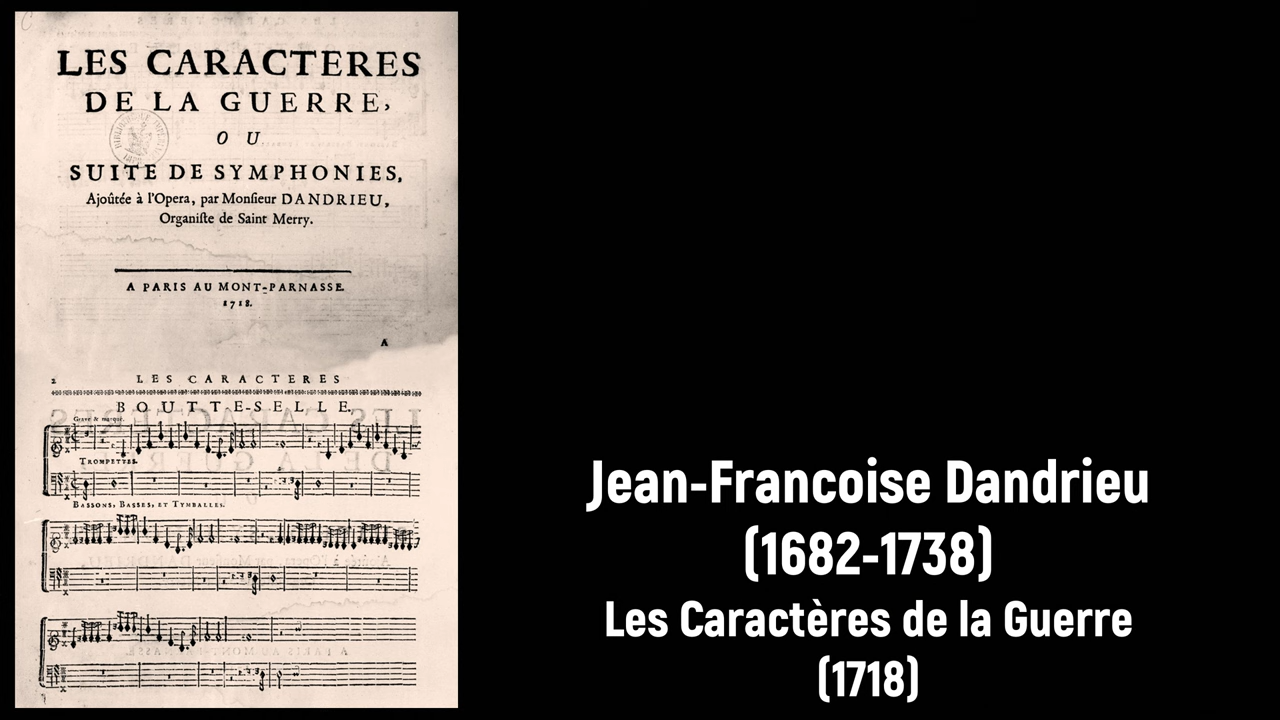 LES CARACTERES
DE LA GUERRE,
OU
SUITE DE SYMPHONIES,
Ajoûtée à l'Opera, par Monſieur DANDRIEU,
Organiſte de Saint Merry.
A PARIS AU MONT-PARNASSE.
1718.
A
2 LES CARACTERES
BOUTTE-SELLE.
Grave & marqué.
TROMPETTES.
BASSONS, BASSES, ET TYMBALLES.
Jean-Francoise Dandrieu
(1682-1738)
Les Caractères de la Guerre
(1718)